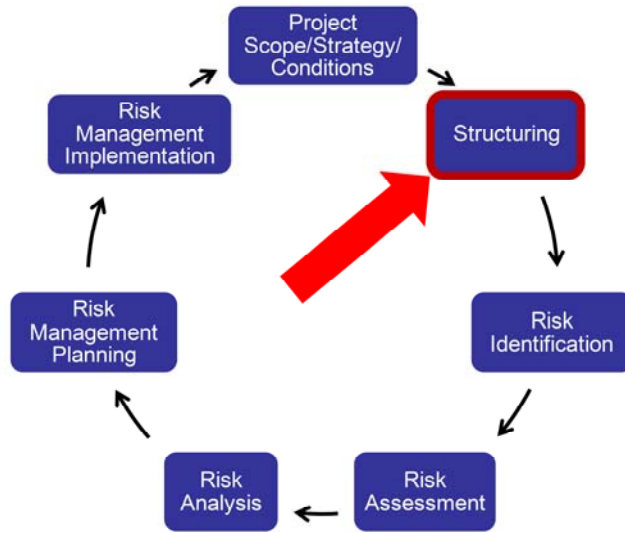 Project
Scope/Strategy/
Conditions
Structuring
Risk
Identification
Risk
Assessment
Risk
Analysis
Risk
Management
Planning
Risk
Management
Implementation